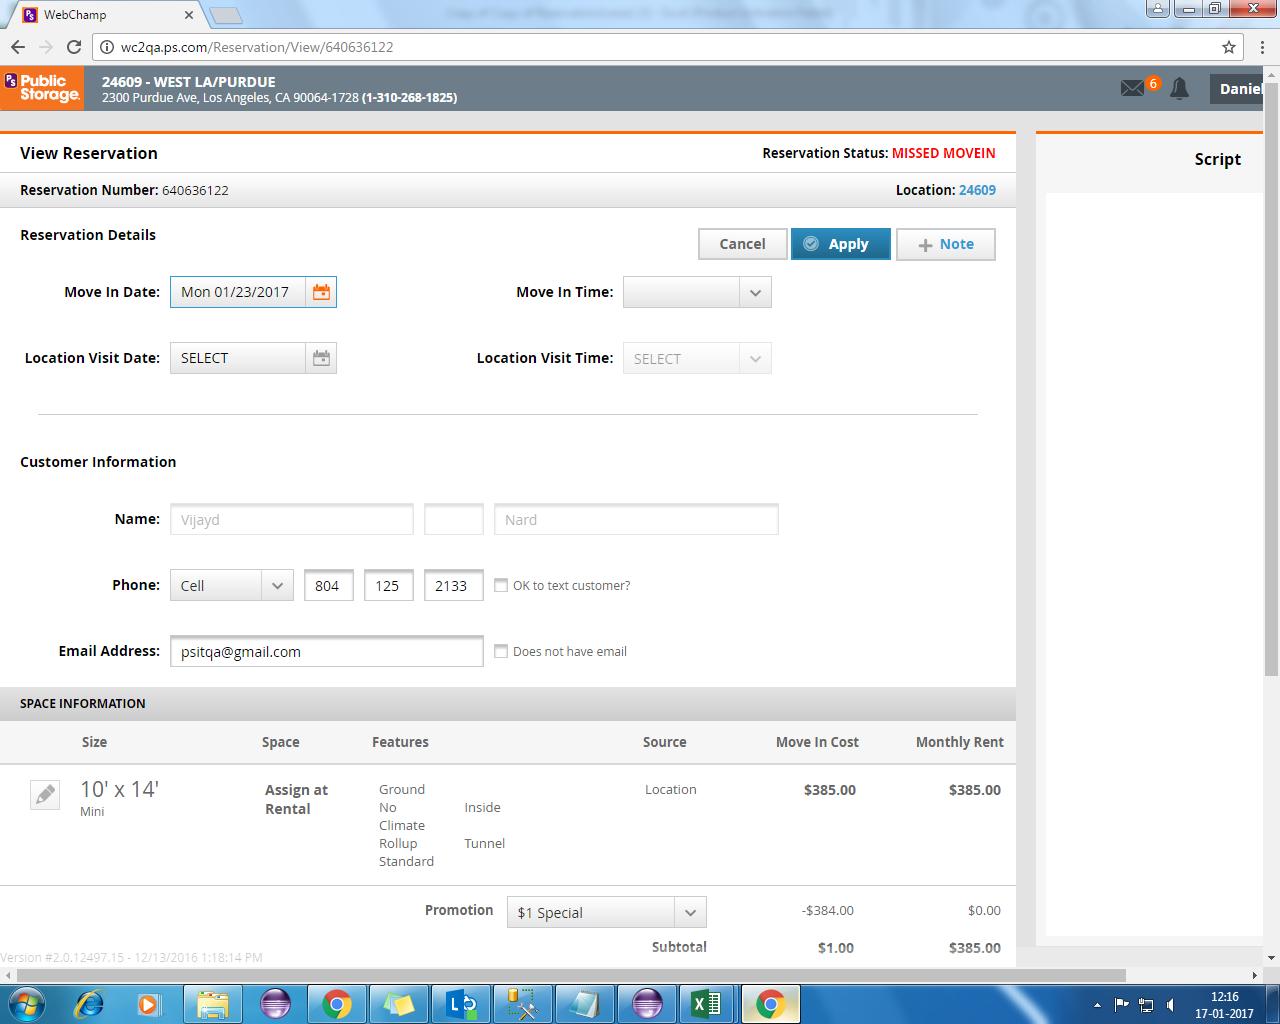 WebChamp
wc2qa.ps.com/Reservation/View/640636122
PS Public Storage.
24609 - WEST LA/PURDUE
2300 Purdue Ave, Los Angeles, CA 90064-1728 (1-310-268-1825)
6
Daniel
View Reservation
Reservation Status: MISSED MOVEIN
Script
Reservation Number: 640636122
Location: 24609
Reservation Details
Cancel
Apply
+ Note
Move In Date: Mon 01/23/2017
Move In Time:
Location Visit Date: SELECT
Location Visit Time: SELECT
Customer Information
Name: Vijayd Nard
Phone: Cell 804 125 2133 OK to text customer?
Email Address: psitqa@gmail.com Does not have email
SPACE INFORMATION
Size Space Features Source Move In Cost Monthly Rent
10' x 14' Assign at Ground Location $385.00 $385.00
Mini Rental No Inside
Climate
Rollup Tunnel
Standard
Promotion $1 Special -$384.00 $0.00
Subtotal $1.00 $385.00
Version #2.0.12497.15 - 12/13/2016 1:18:14 PM
12:16
17-01-2017